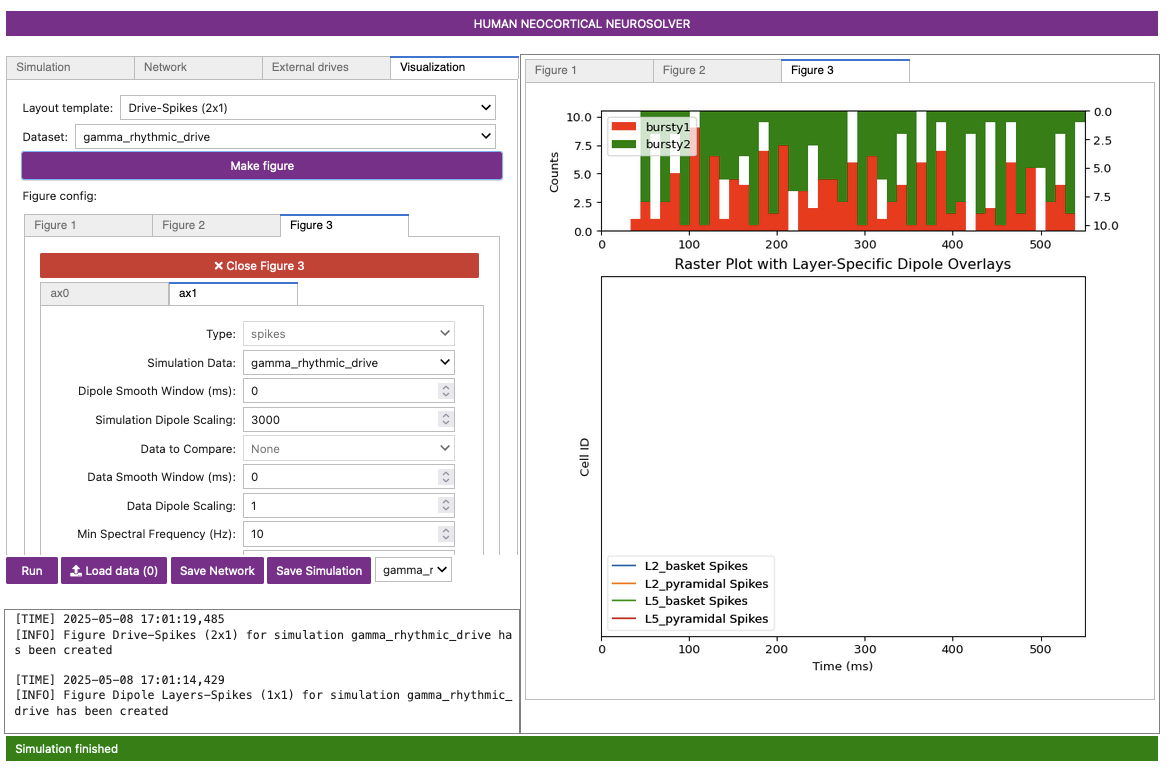 HUMAN NEOCORTICAL NEUROSOLVER
Simulation
Network
External drives
Visualization
Layout template:
Drive-Spikes (2x1)
Dataset:
gamma_rhythmic_drive
Make figure
Figure config:
Figure 1
Figure 2
Figure 3
Close Figure 3
ax0
ax1
Type:
spikes
Simulation Data:
gamma_rhythmic_drive
Dipole Smooth Window (ms):
0
Simulation Dipole Scaling:
3000
Data to Compare:
None
Data Smooth Window (ms):
0
Data Dipole Scaling:
1
Min Spectral Frequency (Hz):
10
Run
Load data (0)
Save Network
Save Simulation
gamma_r
[TIME] 2025-05-08 17:01:19,485
[INFO] Figure Drive-Spikes (2x1) for simulation gamma_rhythmic_drive ha
s been created
[TIME] 2025-05-08 17:01:14,429
[INFO] Figure Dipole Layers-Spikes (1x1) for simulation gamma_rhythmic_
drive has been created
Figure 1
Figure 2
Figure 3
Counts
10.0
7.5
5.0
2.5
0.0
bursty1
bursty2
0.0
2.5
5.0
7.5
10.0
0 100 200 300 400 500
Raster Plot with Layer-Specific Dipole Overlays
Cell ID
L2_basket Spikes
L2_pyramidal Spikes
L5_basket Spikes
L5_pyramidal Spikes
0 100 200 300 400 500
Time (ms)
Simulation finished